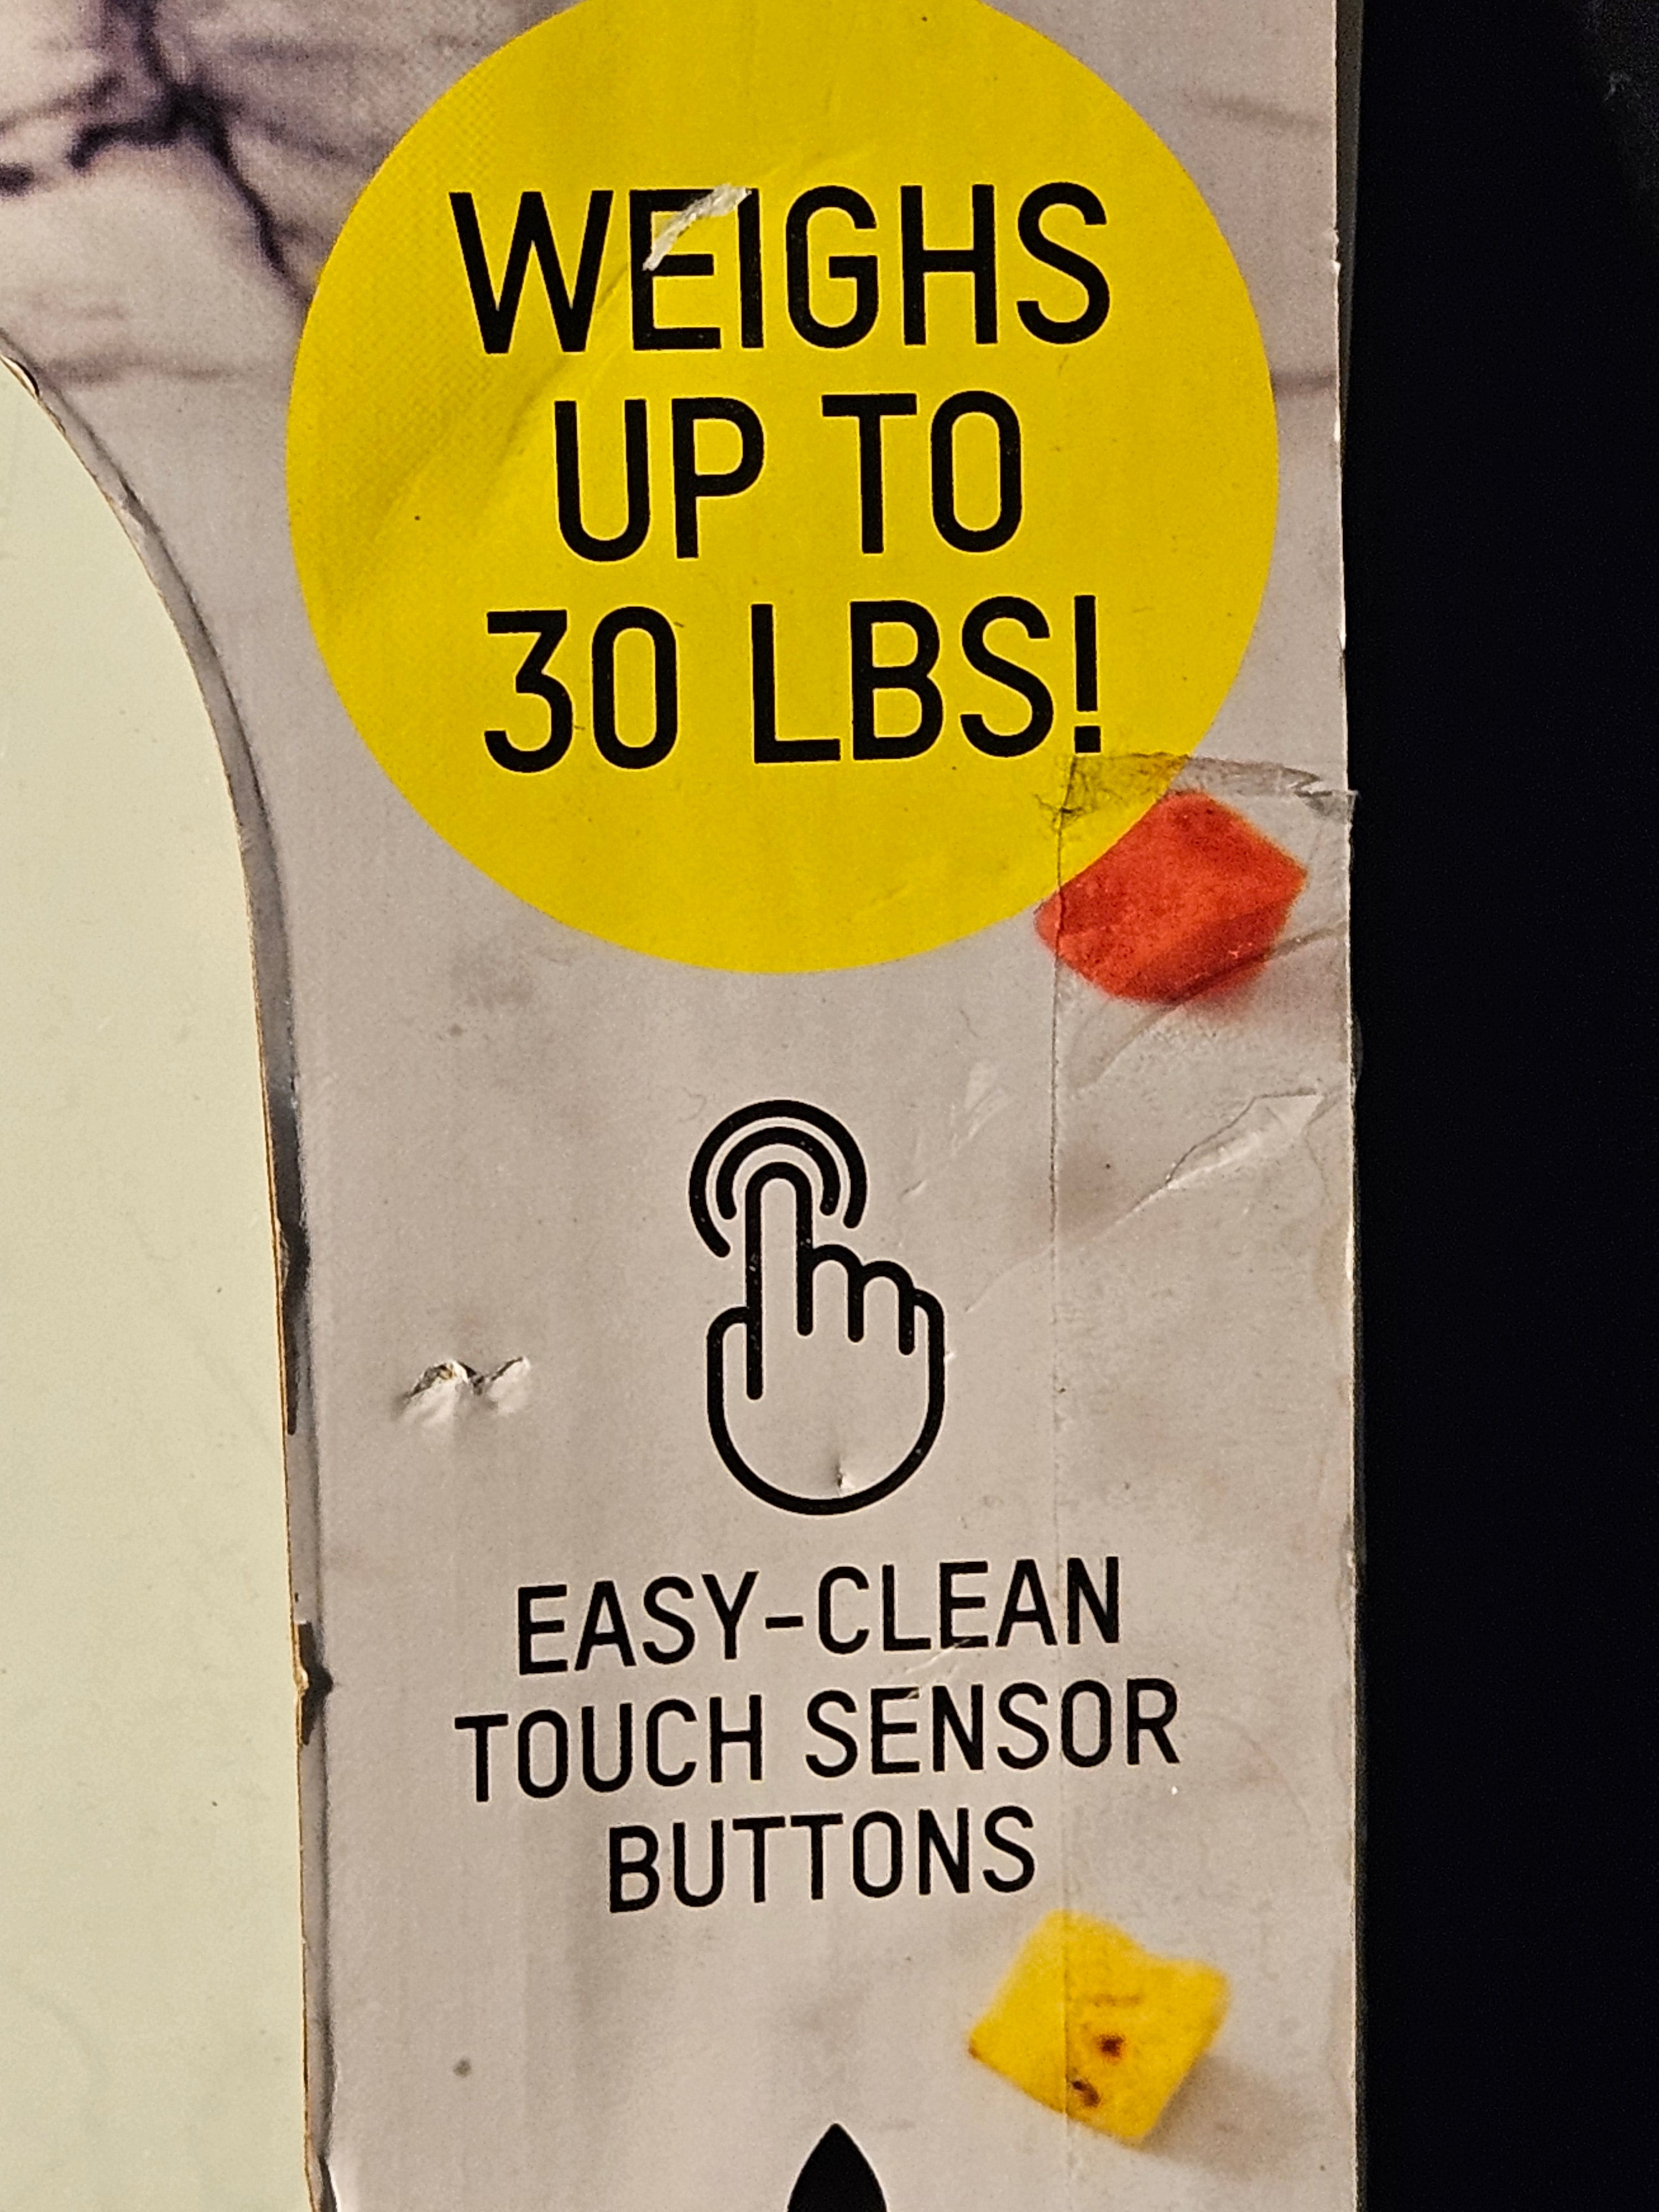 WEIGHS
UP TO
30 LBS!
EASY-CLEAN
TOUCH SENSOR
BUTTONS